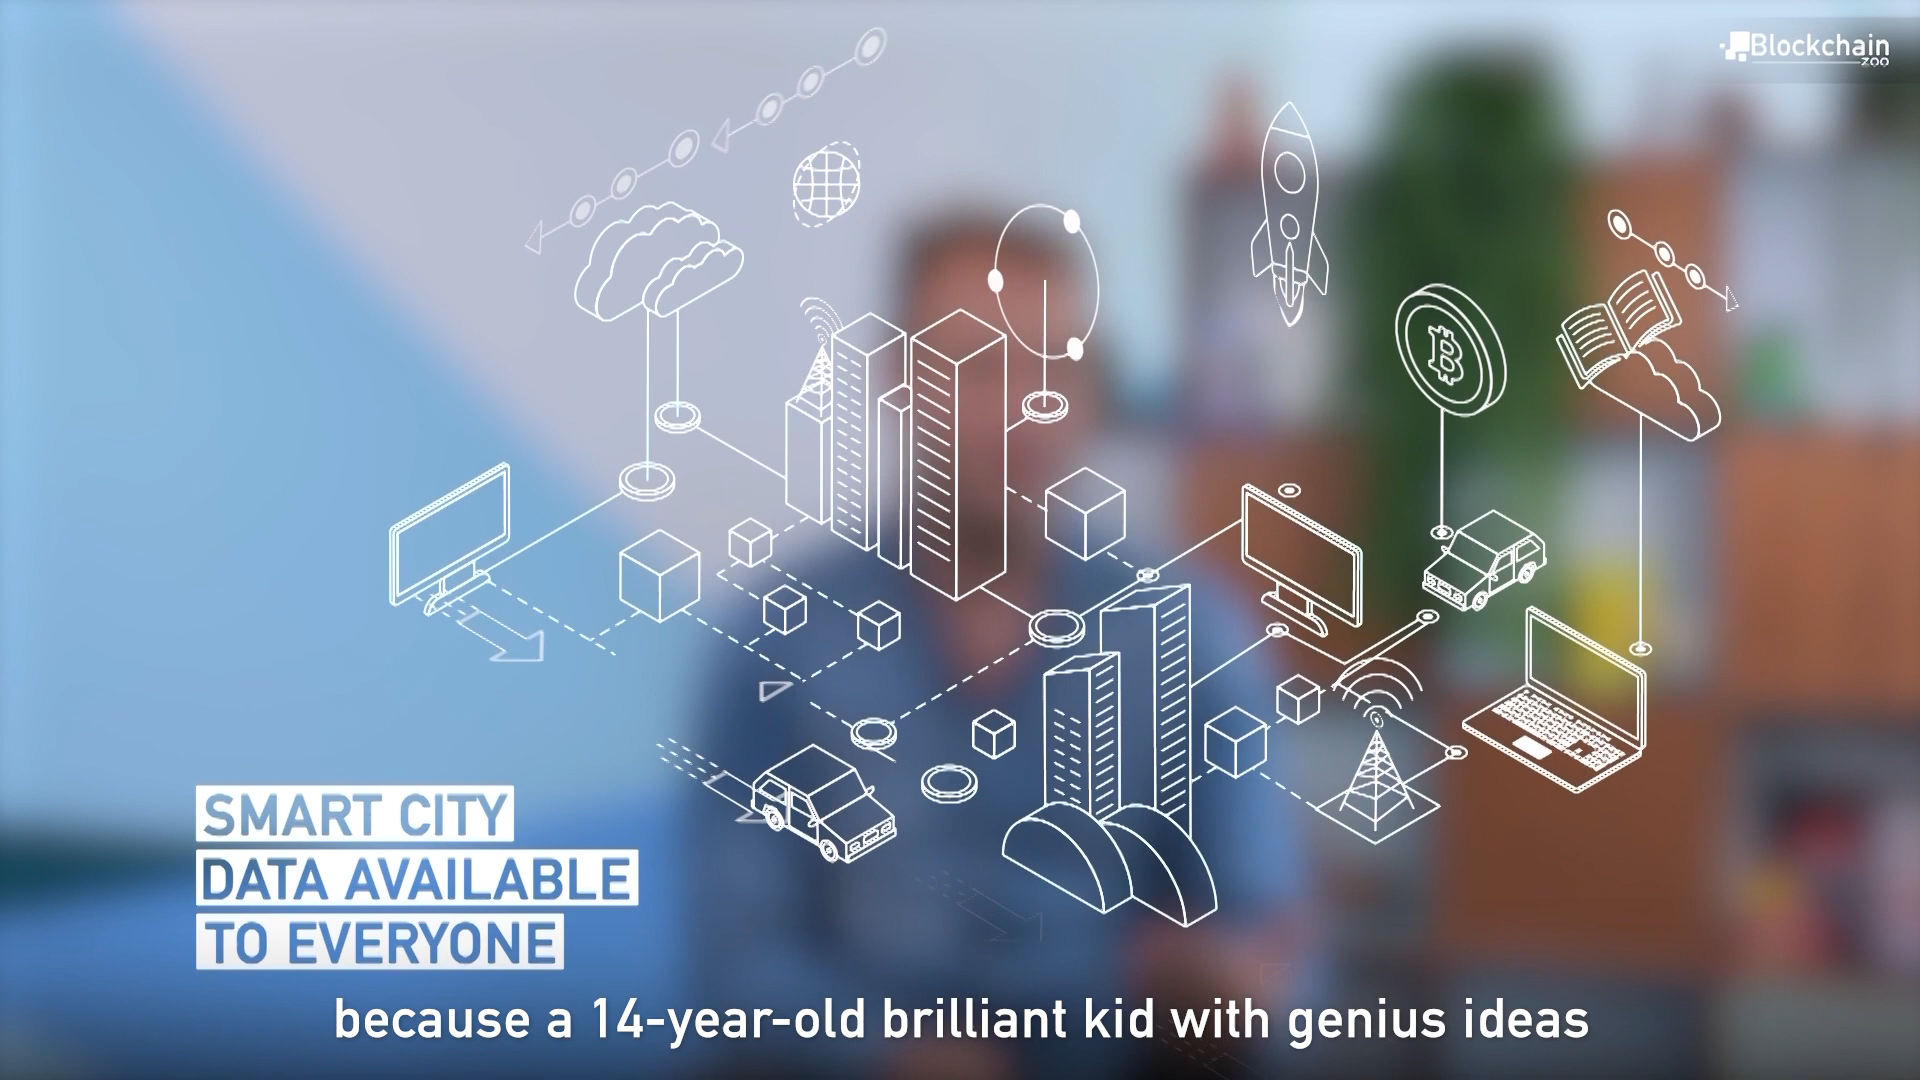 Blockchain
ZOO
SMART CITY
DATA AVAILABLE
TO EVERYONE
because a 14-year-old brilliant kid with genius ideas